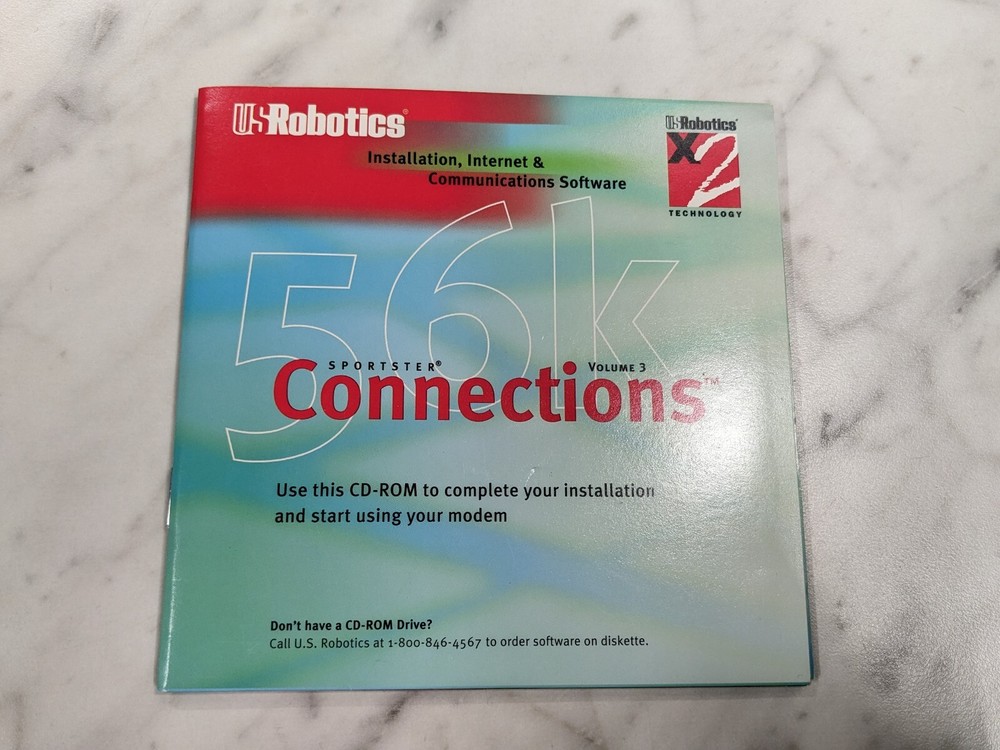 USRobotics®
Installation, Internet &
Communications Software
USRobotics®
x2
TECHNOLOGY
56k
SPORTSTER®
VOLUME 3
Connections™
Use this CD-ROM to complete your installation
and start using your modem
Don't have a CD-ROM Drive?
Call U.S. Robotics at 1-800-846-4567 to order software on diskette.